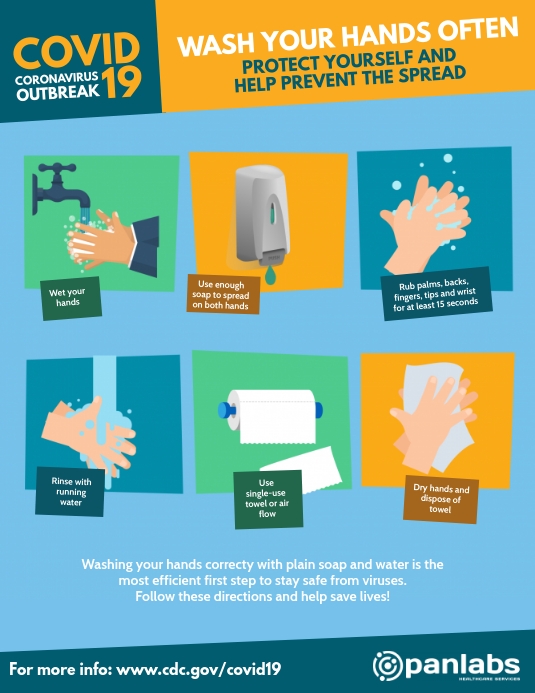 COVID
CORONAVIRUS
OUTBREAK 19
WASH YOUR HANDS OFTEN
PROTECT YOURSELF AND
HELP PREVENT THE SPREAD
Wet your
hands
Use enough
soap to spread
on both hands
Rub palms, backs,
fingers, tips and wrist
for at least 15 seconds
Rinse with
running
water
Use
single-use
towel or air
flow
Dry hands and
dispose of
towel
Washing your hands correcty with plain soap and water is the
most efficient first step to stay safe from viruses.
Follow these directions and help save lives!
For more info: www.cdc.gov/covid19
panlabs
HEALTHCARE SERVICES